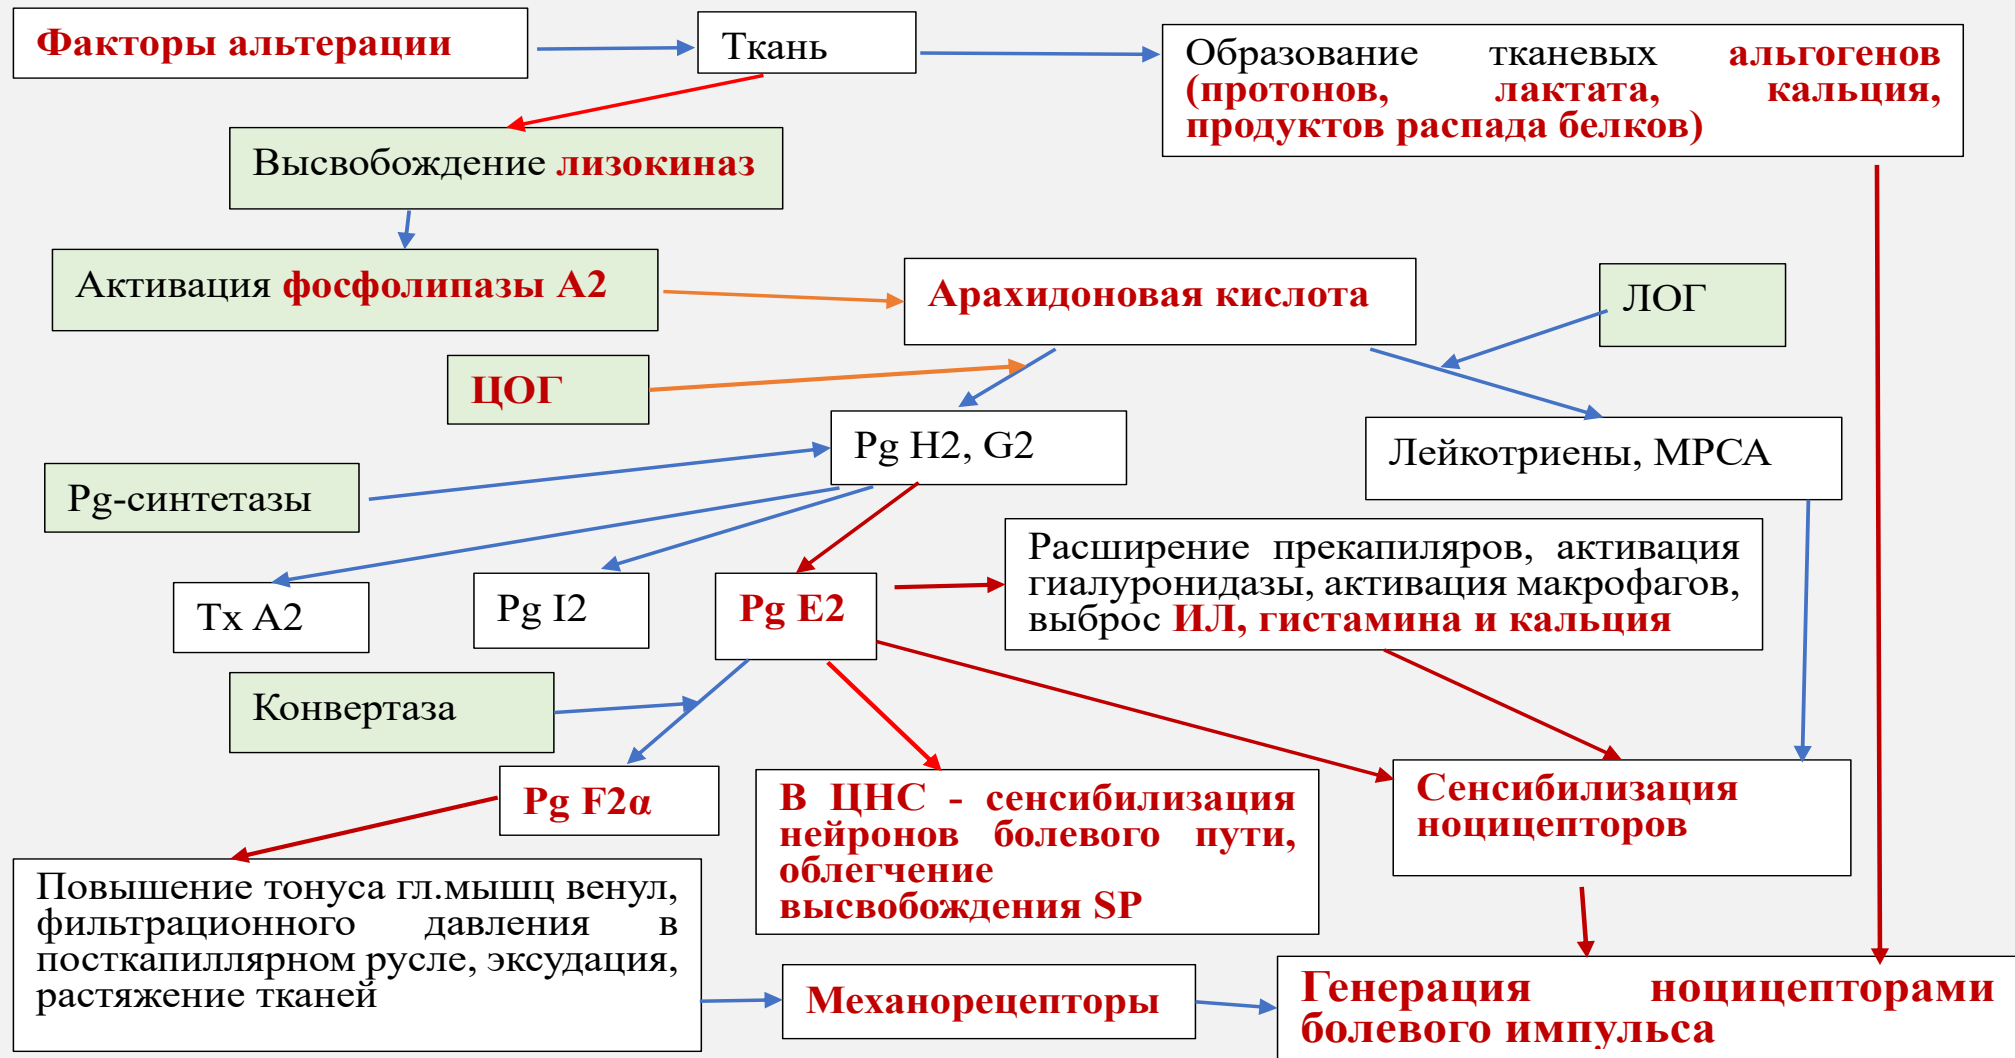 Факторы альтерации
Ткань
Образование тканевых альгогенов
(протонов, лактата, кальция,
продуктов распада белков)
Высвобождение лизокиназ
Активация фосфолипазы А2
Арахидоновая кислота
ЛОГ
ЦОГ
Pg H2, G2
Лейкотриены, МРСА
Pg-синтетазы
Расширение прекапиляров, активация
гиалуронидазы, активация макрофагов,
выброс ИЛ, гистамина и кальция
Tx A2
Pg I2
Pg E2
Конвертаза
Pg F2α
В ЦНС - сенсибилизация
нейронов болевого пути,
облегчение
высвобождения SP
Сенсибилизация
ноцицепторов
Повышение тонуса гл.мышц венул,
фильтрационного давления в
посткапиллярном русле, эксудация,
растяжение тканей
Механорецепторы
Генерация ноцицепторами
болевого импульса